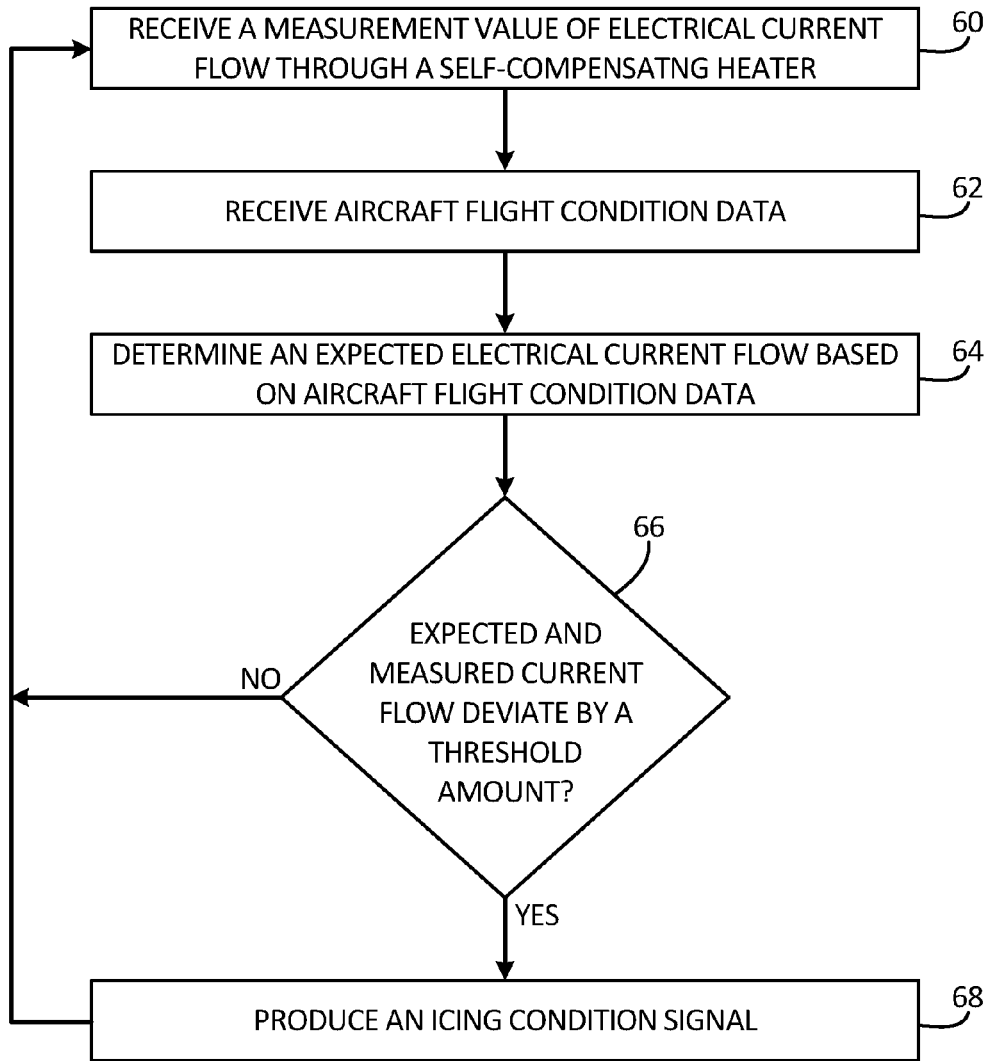 RECEIVE A MEASUREMENT VALUE OF ELECTRICAL CURRENT
FLOW THROUGH A SELF-COMPENSATNG HEATER
60
RECEIVE AIRCRAFT FLIGHT CONDITION DATA
62
DETERMINE AN EXPECTED ELECTRICAL CURRENT FLOW BASED
ON AIRCRAFT FLIGHT CONDITION DATA
64
66
EXPECTED AND
MEASURED CURRENT
FLOW DEVIATE BY A
THRESHOLD
AMOUNT?
NO
YES
PRODUCE AN ICING CONDITION SIGNAL
68